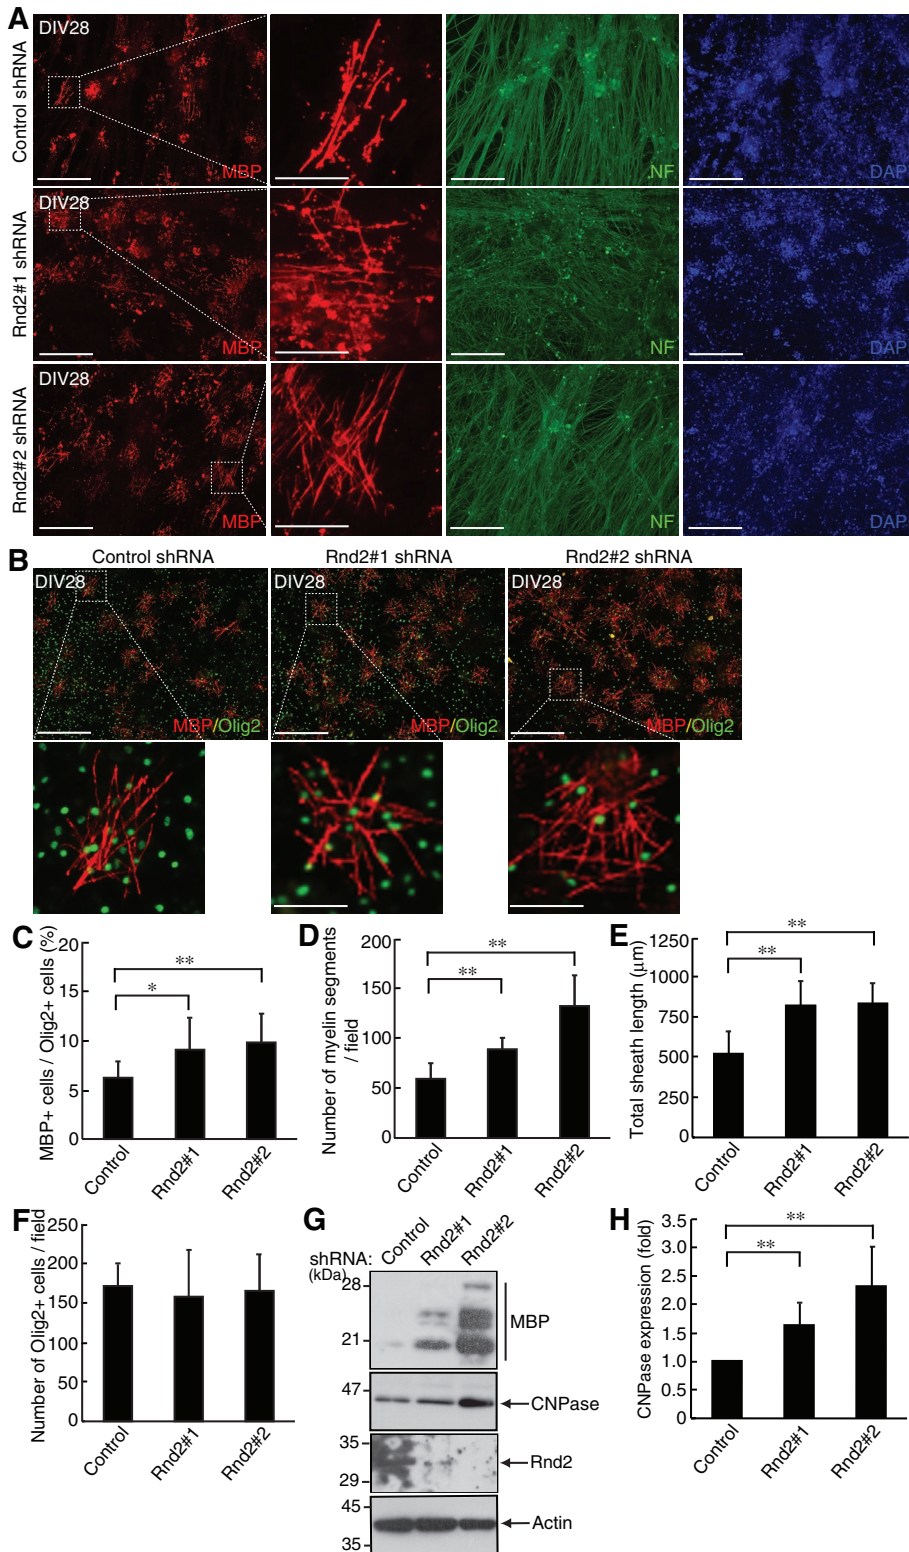 A
Control shRNA
DIV28
MBP
NF
DAP
Rnd2#1 shRNA
DIV28
MBP
NF
DAP
Rnd2#2 shRNA
DIV28
MBP
NF
DAP
B
Control shRNA
Rnd2#1 shRNA
Rnd2#2 shRNA
DIV28
MBP/Olig2
DIV28
MBP/Olig2
DIV28
MBP/Olig2
C
MBP+ cells / Olig2+ cells (%)
20
15
10
5
0
*
**
Control
Rnd2#1
Rnd2#2
D
Number of myelin segments
/ field
200
150
100
50
0
**
**
Control
Rnd2#1
Rnd2#2
E
Total sheath length (μm)
1250
1000
750
500
250
0
**
**
Control
Rnd2#1
Rnd2#2
F
Number of Olig2+ cells / field
250
200
150
100
50
0
Control
Rnd2#1
Rnd2#2
G
shRNA:
Control
Rnd2#1
Rnd2#2
(kDa)
28
21
MBP
47
CNPase
35
29
Rnd2
45
35
Actin
H
CNPase expression (fold)
3.5
3.0
2.5
2.0
1.5
1.0
0.5
0
**
**
Control
Rnd2#1
Rnd2#2